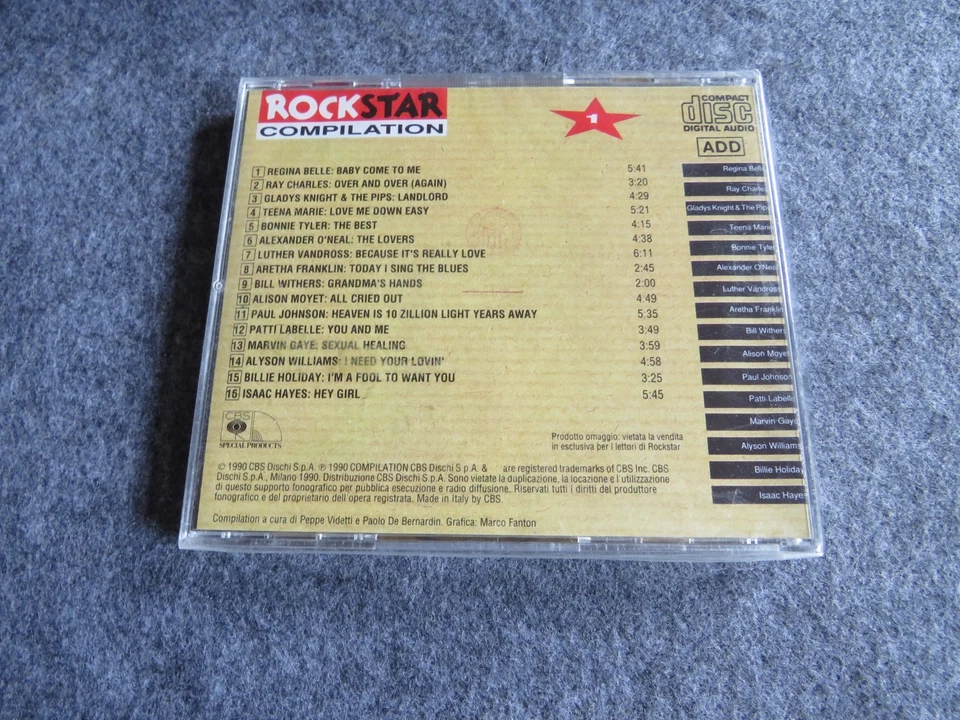 ROCKSTAR
COMPILATION
1
COMPACT
disc
DIGITAL AUDIO
ADD
1 REGINA BELLE: BABY COME TO ME 5:41
2 RAY CHARLES: OVER AND OVER (AGAIN) 3:20
3 GLADYS KNIGHT & THE PIPS: LANDLORD 4:29
4 TEENA MARIE: LOVE ME DOWN EASY 5:21
5 BONNIE TYLER: THE BEST 4:15
6 ALEXANDER O'NEAL: THE LOVERS 4:38
7 LUTHER VANDROSS: BECAUSE IT'S REALLY LOVE 6:11
8 ARETHA FRANKLIN: TODAY I SING THE BLUES 2:45
9 BILL WITHERS: GRANDMA'S HANDS 2:00
10 ALISON MOYET: ALL CRIED OUT 4:49
11 PAUL JOHNSON: HEAVEN IS 10 ZILLION LIGHT YEARS AWAY 5:35
12 PATTI LABELLE: YOU AND ME 3:49
13 MARVIN GAYE: SEXUAL HEALING 3:59
14 ALYSON WILLIAMS: I NEED YOUR LOVIN' 4:58
15 BILLIE HOLIDAY: I'M A FOOL TO WANT YOU 3:25
16 ISAAC HAYES: HEY GIRL 5:45
Regina Belle
Ray Charles
Gladys Knight & The Pips
Teena Marie
Bonnie Tyler
Alexander O'Neal
Luther Vandross
Aretha Franklin
Bill Withers
Alison Moyet
Paul Johnson
Patti Labelle
Marvin Gaye
Alyson Williams
Billie Holiday
Isaac Hayes
CBS
SPECIAL PRODUCTS
Prodotto omaggio: vietata la vendita
in esclusiva per i lettori di Rockstar
© 1990 CBS Dischi S.p.A. ℗ 1990 COMPILATION CBS Dischi S.p.A. & are registered trademarks of CBS Inc. CBS
Dischi S.p.A., Milano 1990. Distribuzione CBS Dischi S.p.A. Sono vietate la duplicazione, la locazione e l'utilizzazione
di questo supporto fonografico per pubblica esecuzione e radio diffusione. Riservati tutti i diritti del produttore
fonografico e del proprietario dell opera registrata. Made in Italy by CBS.
Compilation a cura di Peppe Videtti e Paolo De Bernardin. Grafica: Marco Fanton